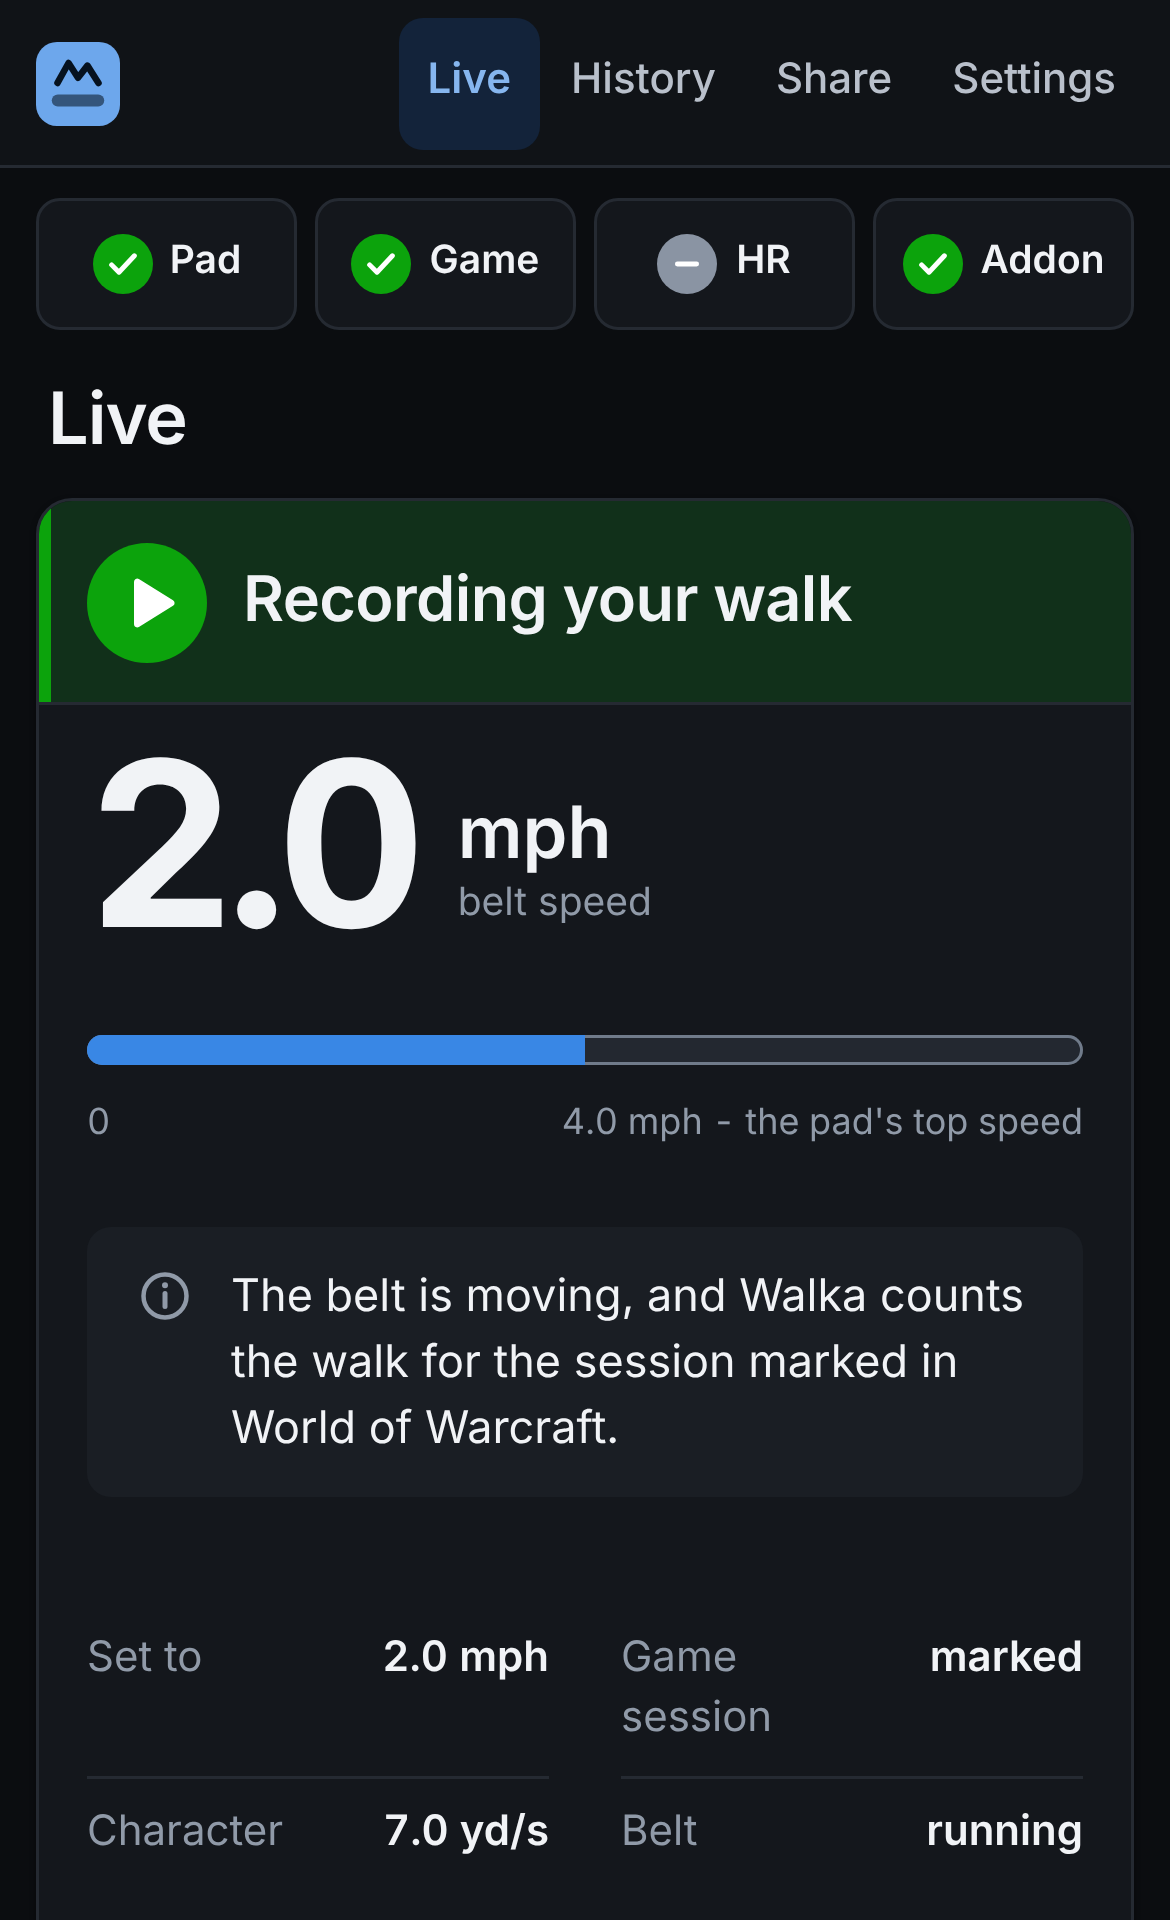 Live History Share Settings
Pad Game HR Addon
Live
Recording your walk
2.0 mph
belt speed
0 4.0 mph - the pad's top speed
The belt is moving, and Walka counts
the walk for the session marked in
World of Warcraft.
Set to 2.0 mph
Game session marked
Character 7.0 yd/s
Belt running